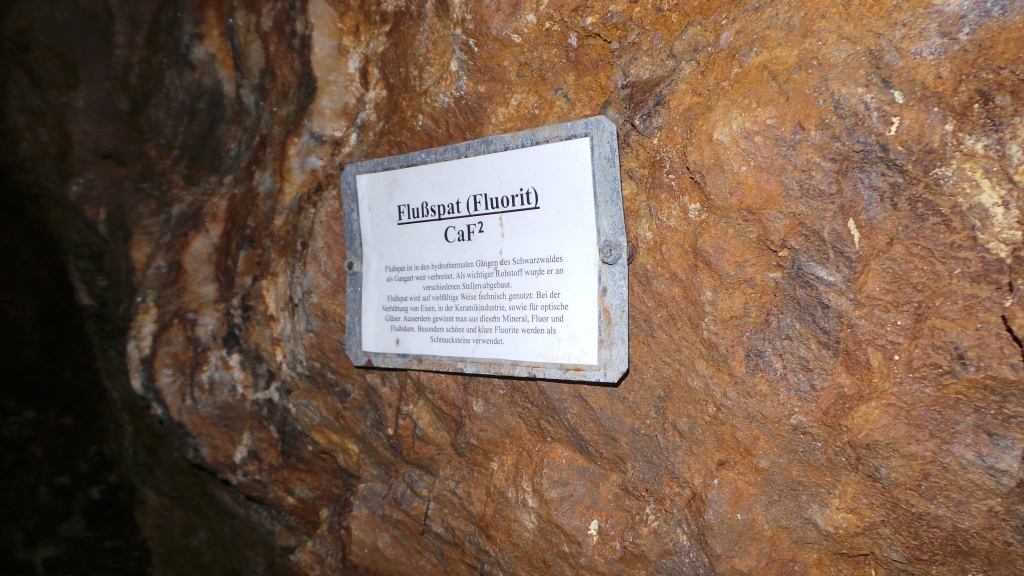 Flußspat (Fluorit)
CaF²
Flußspat ist in den hydrothermalen Gängen des Schwarzwaldes
als Gangart weit verbreitet. Als wichtiger Rohstoff wurde er an
verschiedenen Stellen abgebaut.
Flußspat wird auf vielfältige Weise technisch genutzt: Bei der
Verhüttung von Eisen, in der Keramikindustrie, sowie für optische
Gläser. Ausserdem gewinnt man aus diesem Mineral, Fluor und
Flußsäure. Besonders schöne und klare Fluorite werden als
Schmucksteine verwendet.